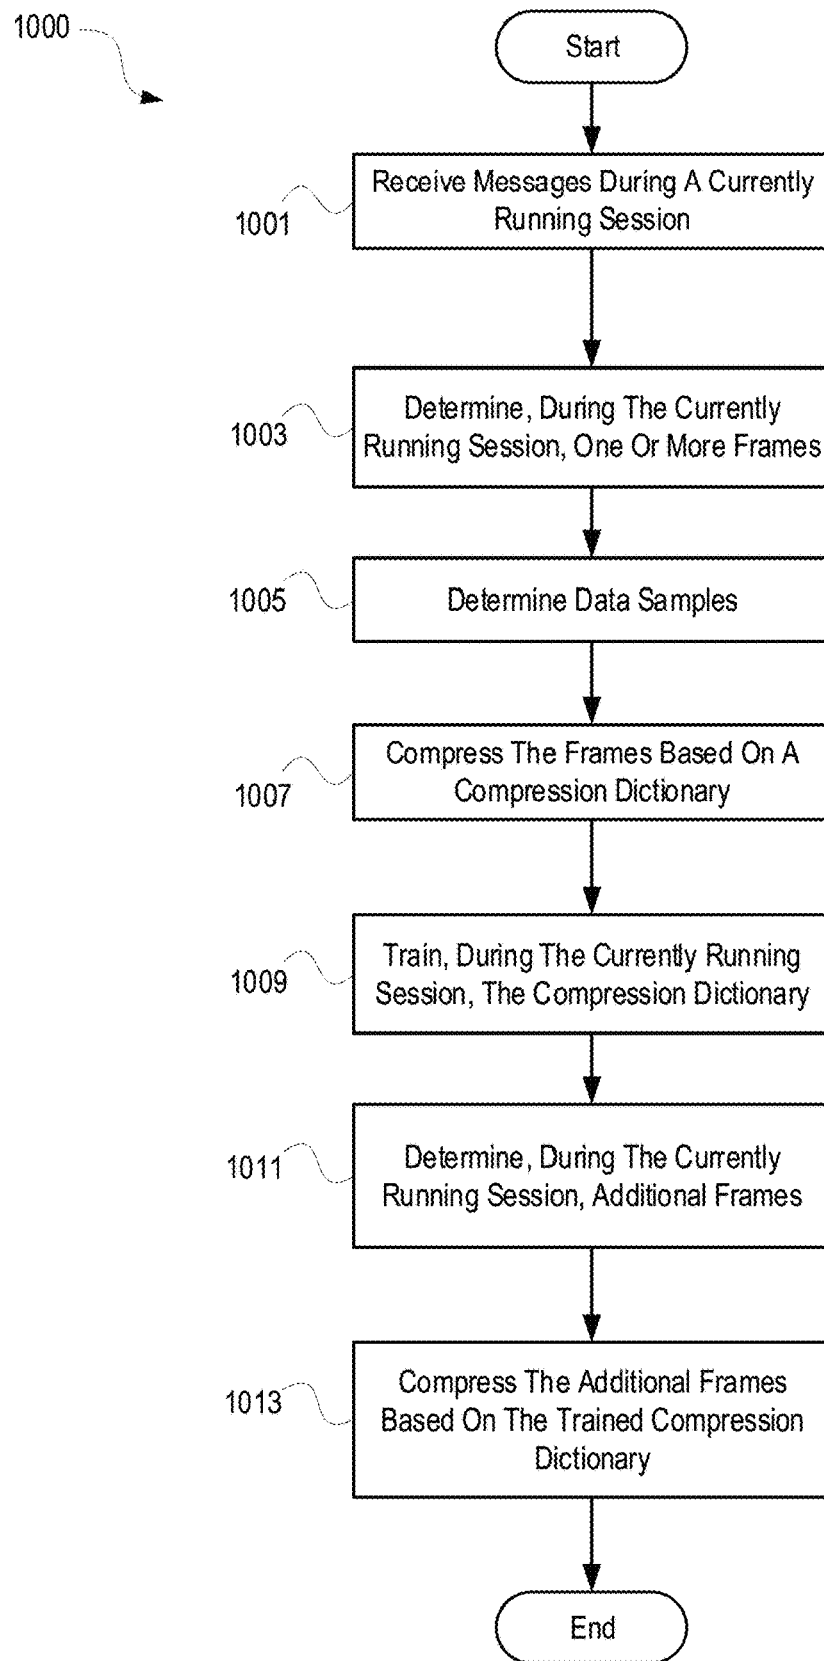 1000
Start
Receive Messages During A Currently
Running Session
1001
Determine, During The Currently
Running Session, One Or More Frames
1003
Determine Data Samples
1005
Compress The Frames Based On A
Compression Dictionary
1007
Train, During The Currently Running
Session, The Compression Dictionary
1009
Determine, During The Currently
Running Session, Additional Frames
1011
Compress The Additional Frames
Based On The Trained Compression
Dictionary
1013
End